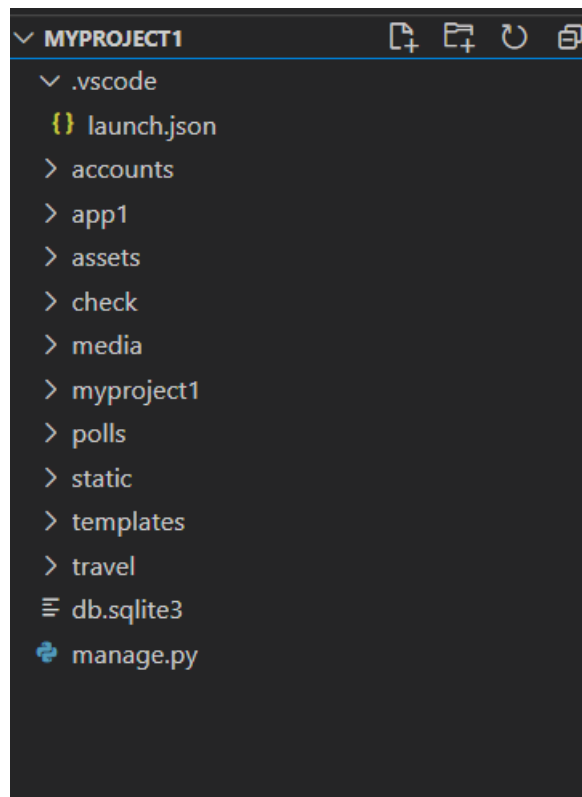 MYPROJECT1
.vscode
{} launch.json
accounts
app1
assets
check
media
myproject1
polls
static
templates
travel
db.sqlite3
manage.py